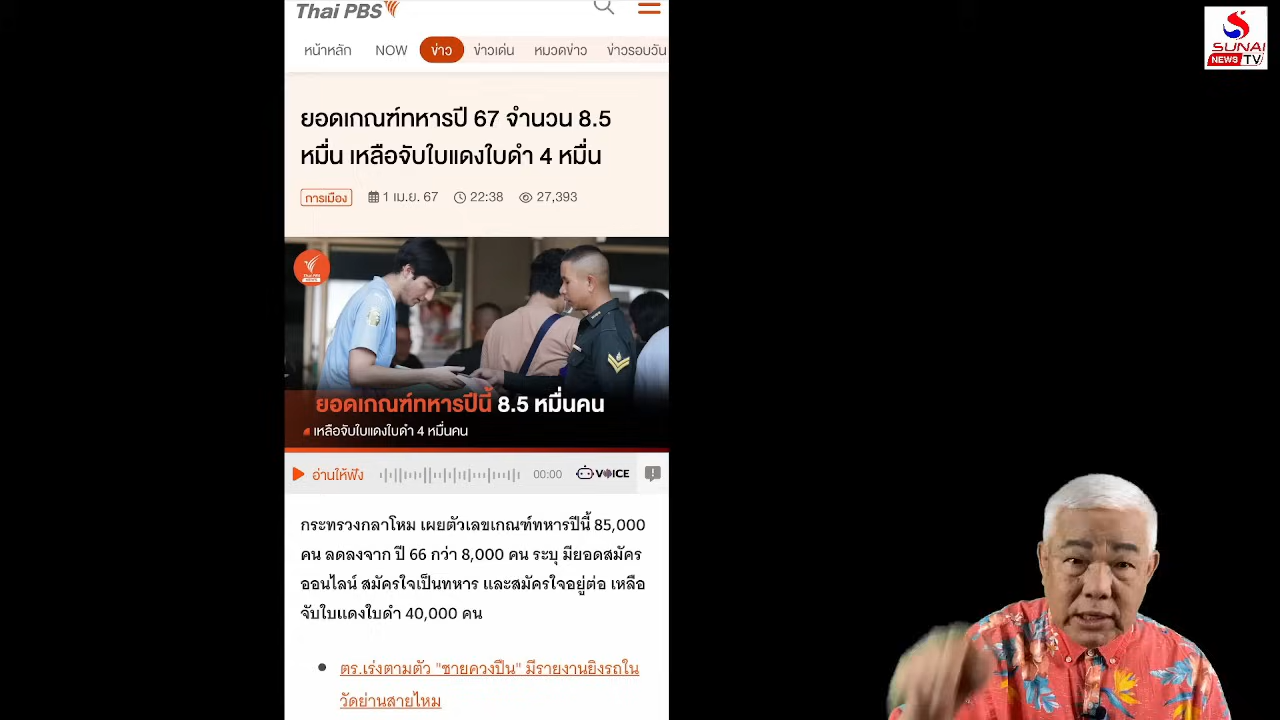 Thai PBS
หน้าหลัก NOW ข่าว ข่าวเด่น หมวดข่าว ข่าวรอบวัน
SUNAI
NEWS TV
ยอดเกณฑ์ทหารปี 67 จำนวน 8.5
หมื่น เหลือจับใบแดงใบดำ 4 หมื่น
การเมือง 1 เม.ย. 67 22:38 27,393
Thai PBS
NEWS
ยอดเกณฑ์ทหารปีนี้ 8.5 หมื่นคน
เหลือจับใบแดงใบดำ 4 หมื่นคน
อ่านให้ฟัง 00:00 VOICE
กระทรวงกลาโหม เผยตัวเลขเกณฑ์ทหารปีนี้ 85,000
คน ลดลงจาก ปี 66 กว่า 8,000 คน ระบุ มียอดสมัคร
ออนไลน์ สมัครใจเป็นทหาร และสมัครใจอยู่ต่อ เหลือ
จับใบแดงใบดำ 40,000 คน
ตร.เร่งตามตัว "ชายควงปืน" มีรายงานยิงรถใน
วัดย่านสายไหม